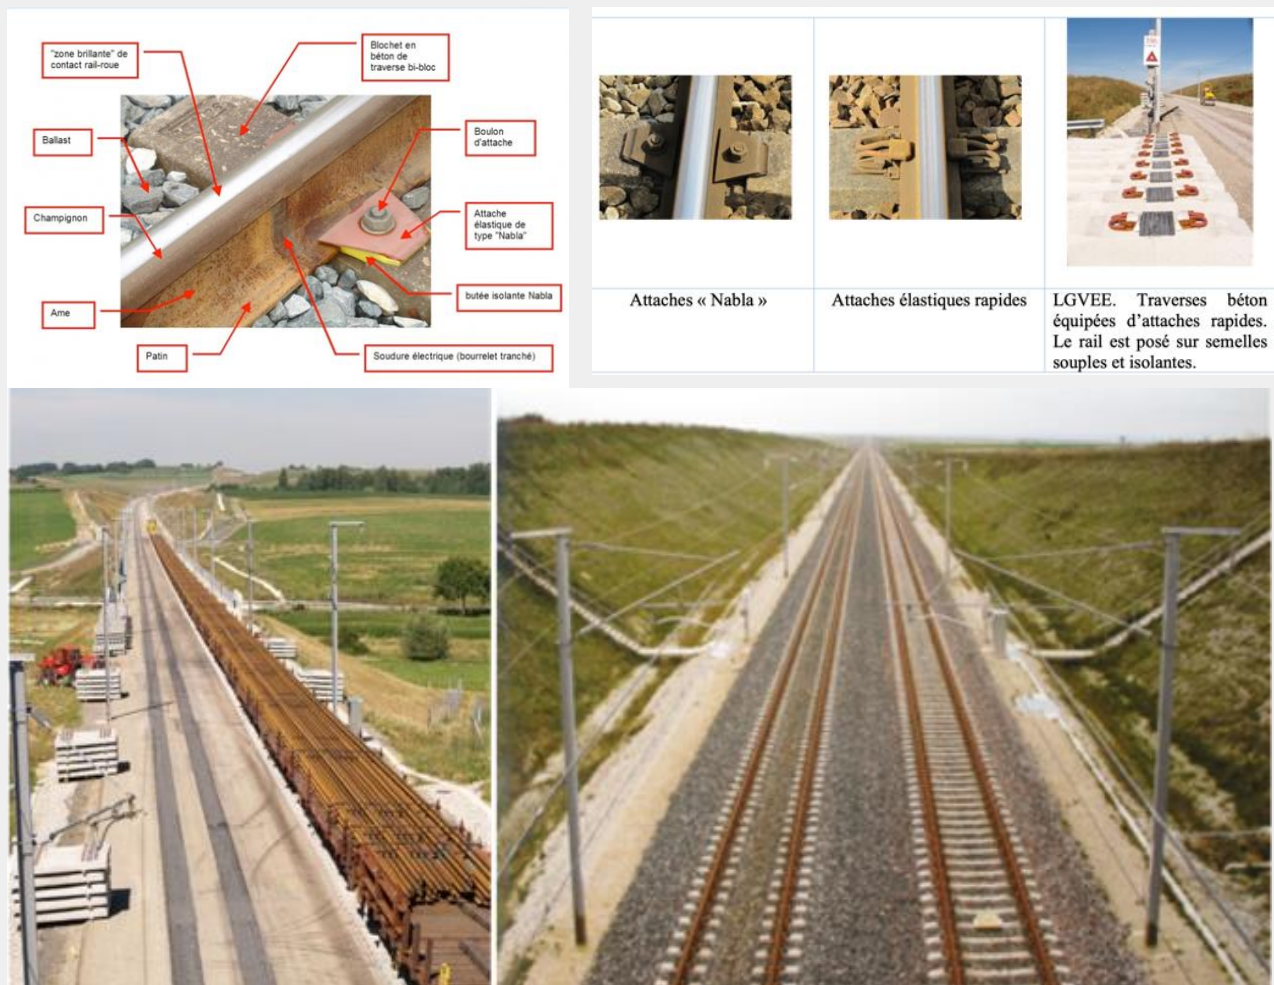 "zone brillante" de
contact rail-roue
Blochet en
béton de
traverse bi-bloc
Ballast
Boulon
d'attache
Champignon
Attache
élastique de
type "Nabla"
butée isolante Nabla
Ame
Patin
Soudure électrique (bourrelet tranché)
Attaches « Nabla »
Attaches élastiques rapides
LGVEE. Traverses béton
équipées d'attaches rapides.
Le rail est posé sur semelles
souples et isolantes.